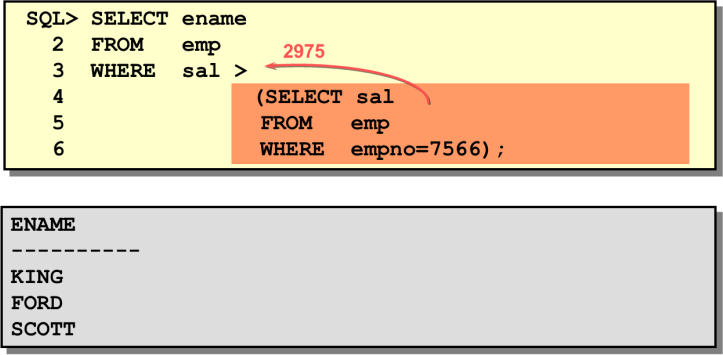 SQL> SELECT ename
2 FROM emp
2975
3 WHERE sal >
4 (SELECT sal
5 FROM emp
6 WHERE empno=7566);
ENAME
----------
KING
FORD
SCOTT